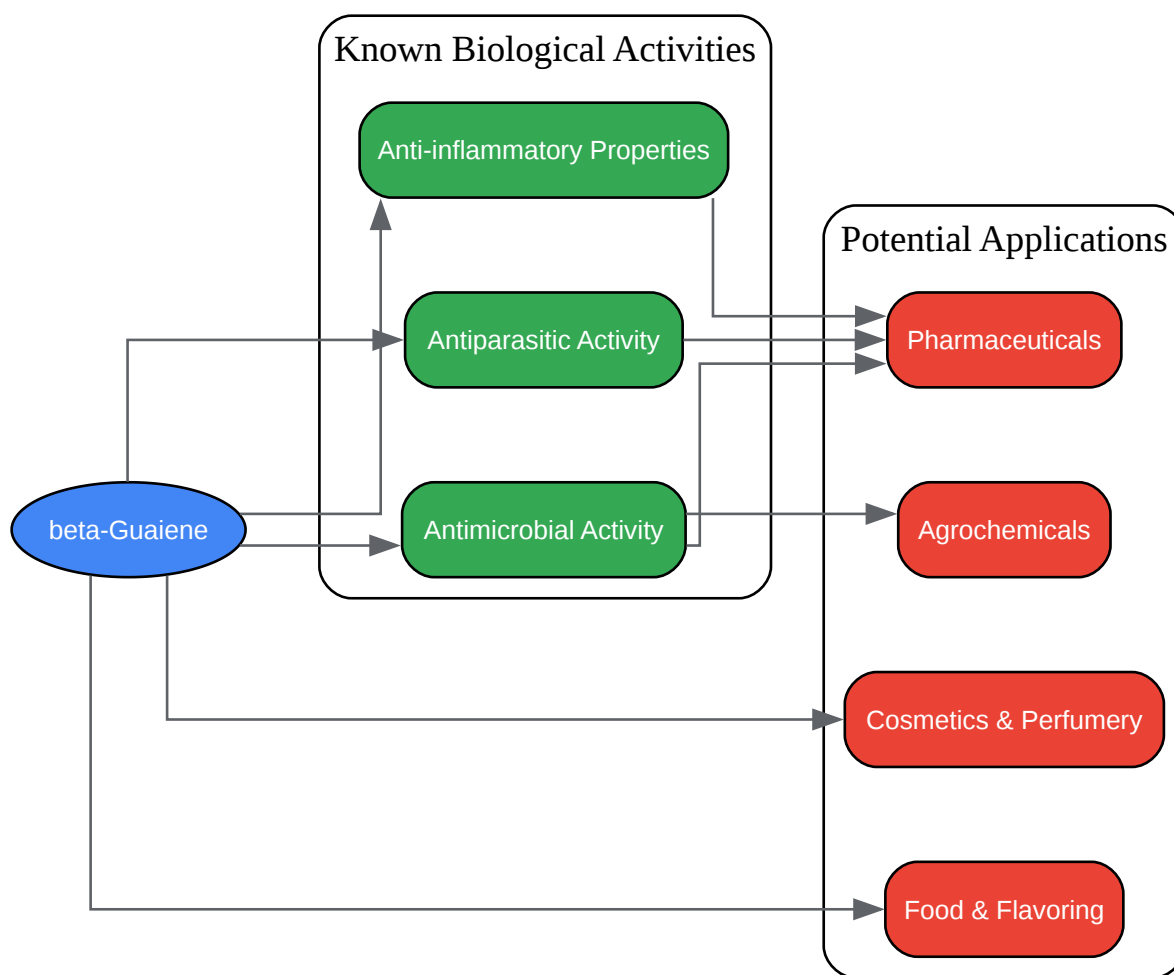 Known Biological Activities
Anti-inflammatory Properties
Potential Applications
Antiparasitic Activity
Pharmaceuticals
beta-Guaiene
Antimicrobial Activity
Agrochemicals
Cosmetics & Perfumery
Food & Flavoring